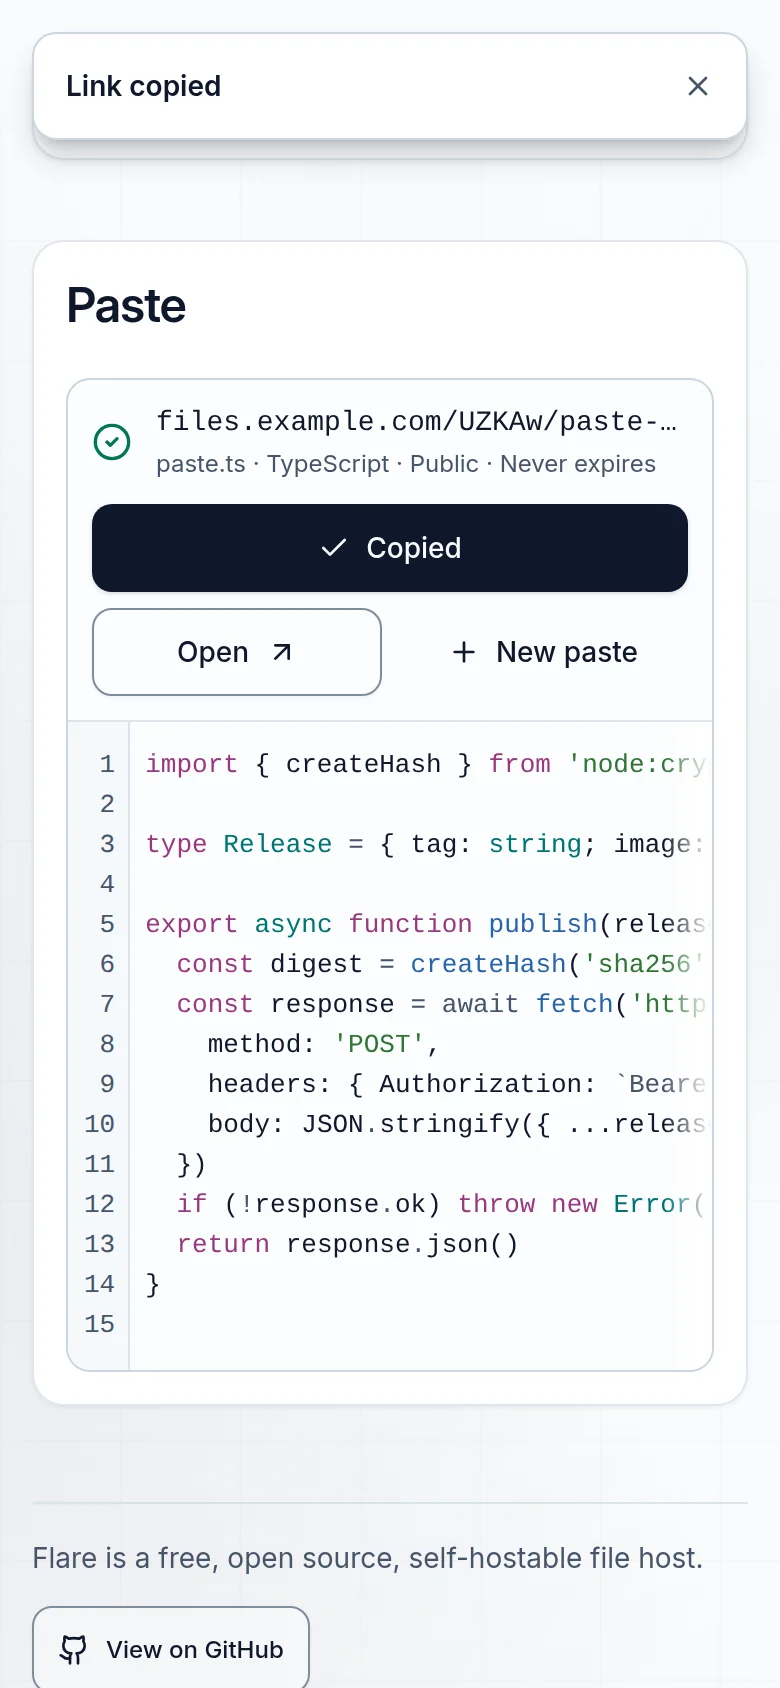 Link copied
Paste
files.example.com/UZKAw/paste-…
paste.ts · TypeScript · Public · Never expires
Copied
Open
New paste
1 import { createHash } from 'node:cry
2
3 type Release = { tag: string; image:
4
5 export async function publish(releas
6   const digest = createHash('sha256'
7   const response = await fetch('http
8     method: 'POST',
9     headers: { Authorization: `Beare
10     body: JSON.stringify({ ...releas
11   })
12   if (!response.ok) throw new Error(
13   return response.json()
14 }
15
Flare is a free, open source, self-hostable file host.
View on GitHub